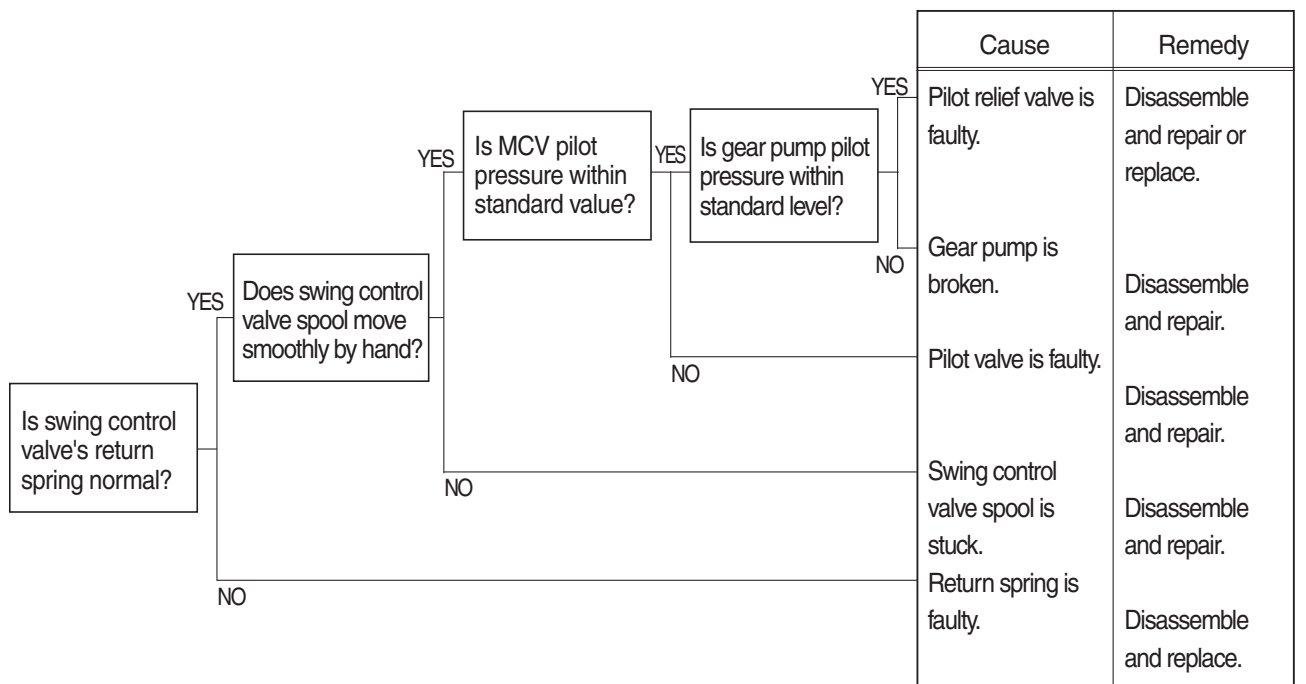 Cause
Remedy
YES
Pilot relief valve is
faulty.
Disassemble
and repair or
replace.
YES
Is MCV pilot
pressure within
standard value?
YES
Is gear pump pilot
pressure within
standard level?
NO
Gear pump is
broken.
Disassemble
and repair.
YES
Does swing control
valve spool move
smoothly by hand?
NO
Pilot valve is faulty.
Disassemble
and repair.
Is swing control
valve's return
spring normal?
NO
Swing control
valve spool is
stuck.
Disassemble
and repair.
NO
Return spring is
faulty.
Disassemble
and replace.